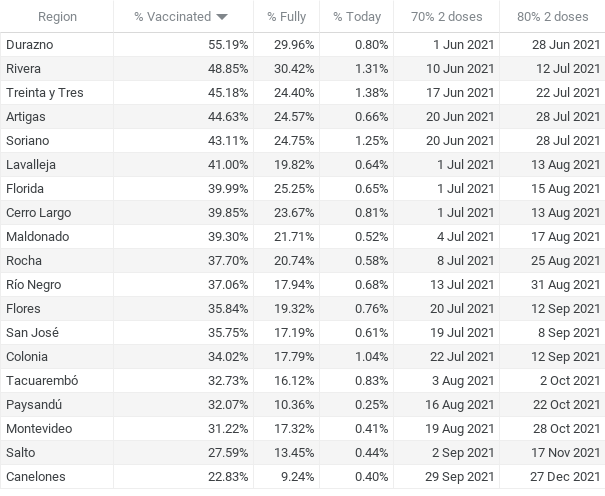 Region % Vaccinated % Fully % Today 70% 2 doses 80% 2 doses
Durazno 55.19% 29.96% 0.80% 1 Jun 2021 28 Jun 2021
Rivera 48.85% 30.42% 1.31% 10 Jun 2021 12 Jul 2021
Treinta y Tres 45.18% 24.40% 1.38% 17 Jun 2021 22 Jul 2021
Artigas 44.63% 24.57% 0.66% 20 Jun 2021 28 Jul 2021
Soriano 43.11% 24.75% 1.25% 20 Jun 2021 28 Jul 2021
Lavalleja 41.00% 19.82% 0.64% 1 Jul 2021 13 Aug 2021
Florida 39.99% 25.25% 0.65% 1 Jul 2021 15 Aug 2021
Cerro Largo 39.85% 23.67% 0.81% 1 Jul 2021 13 Aug 2021
Maldonado 39.30% 21.71% 0.52% 4 Jul 2021 17 Aug 2021
Rocha 37.70% 20.74% 0.58% 8 Jul 2021 25 Aug 2021
Río Negro 37.06% 17.94% 0.68% 13 Jul 2021 31 Aug 2021
Flores 35.84% 19.32% 0.76% 20 Jul 2021 12 Sep 2021
San José 35.75% 17.19% 0.61% 19 Jul 2021 8 Sep 2021
Colonia 34.02% 17.79% 1.04% 22 Jul 2021 12 Sep 2021
Tacuarembó 32.73% 16.12% 0.83% 3 Aug 2021 2 Oct 2021
Paysandú 32.07% 10.36% 0.25% 16 Aug 2021 22 Oct 2021
Montevideo 31.22% 17.32% 0.41% 19 Aug 2021 28 Oct 2021
Salto 27.59% 13.45% 0.44% 2 Sep 2021 17 Nov 2021
Canelones 22.83% 9.24% 0.40% 29 Sep 2021 27 Dec 2021